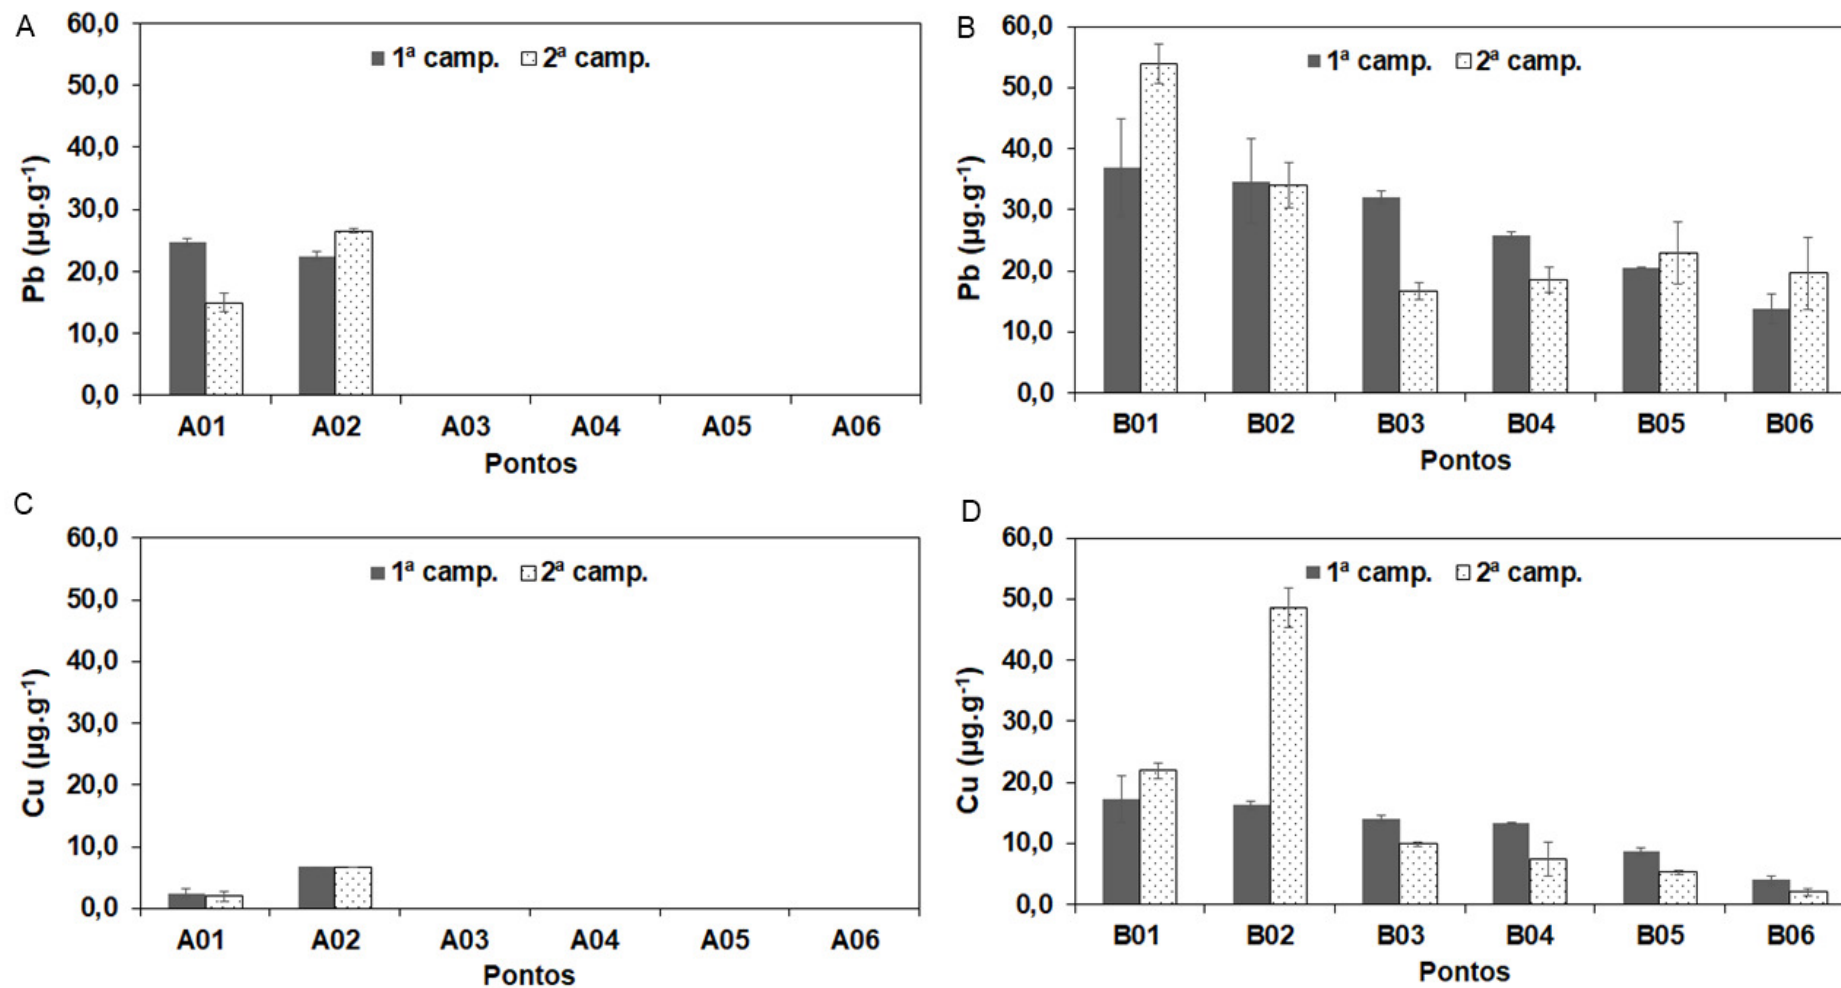 A
60,0
50,0
40,0
30,0
20,0
10,0
0,0
Pb (µg.g⁻¹)
1ª camp. 2ª camp.
A01 A02 A03 A04 A05 A06
Pontos
B
60,0
50,0
40,0
30,0
20,0
10,0
0,0
Pb (µg.g⁻¹)
1ª camp. 2ª camp.
B01 B02 B03 B04 B05 B06
Pontos
C
60,0
50,0
40,0
30,0
20,0
10,0
0,0
Cu (µg.g⁻¹)
1ª camp. 2ª camp.
A01 A02 A03 A04 A05 A06
Pontos
D
60,0
50,0
40,0
30,0
20,0
10,0
0,0
Cu (µg.g⁻¹)
1ª camp. 2ª camp.
B01 B02 B03 B04 B05 B06
Pontos